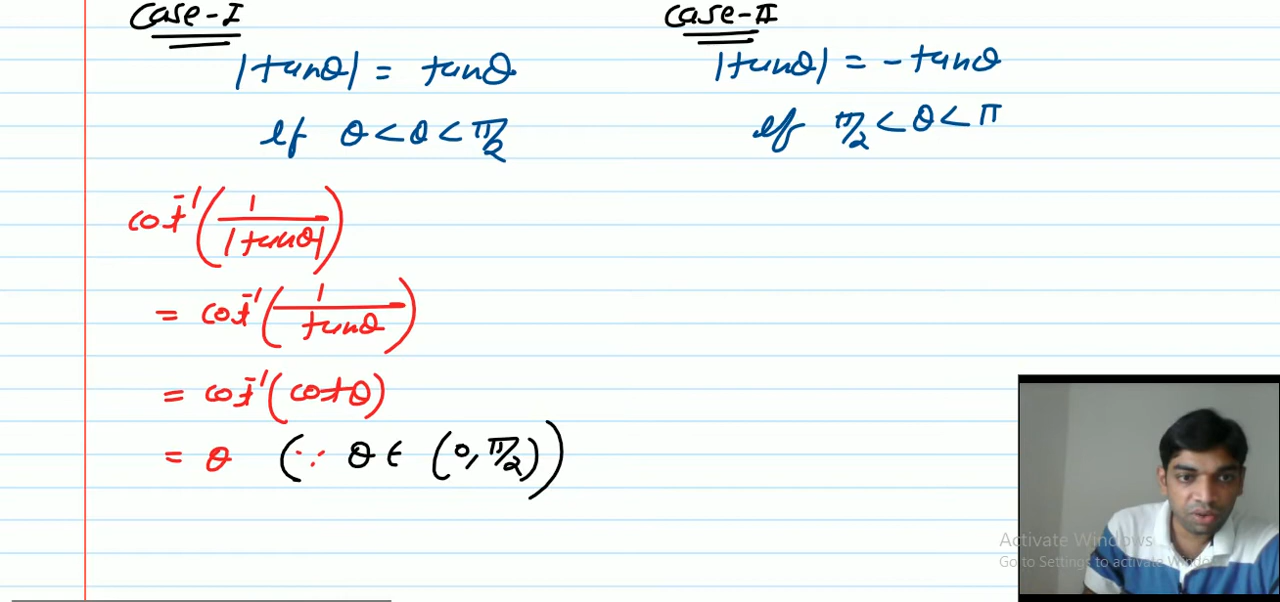 Case-I
|tanθ| = tanθ
if θ < θ < π/2
cot⁻¹(1/|tanθ|)
= cot⁻¹(1/tanθ)
= cot⁻¹(cotθ)
= θ (∵ θ ∈ (0, π/2))
Case-II
|tanθ| = -tanθ
if π/2 < θ < π
Activate Windows
Go to Settings to activate Windows